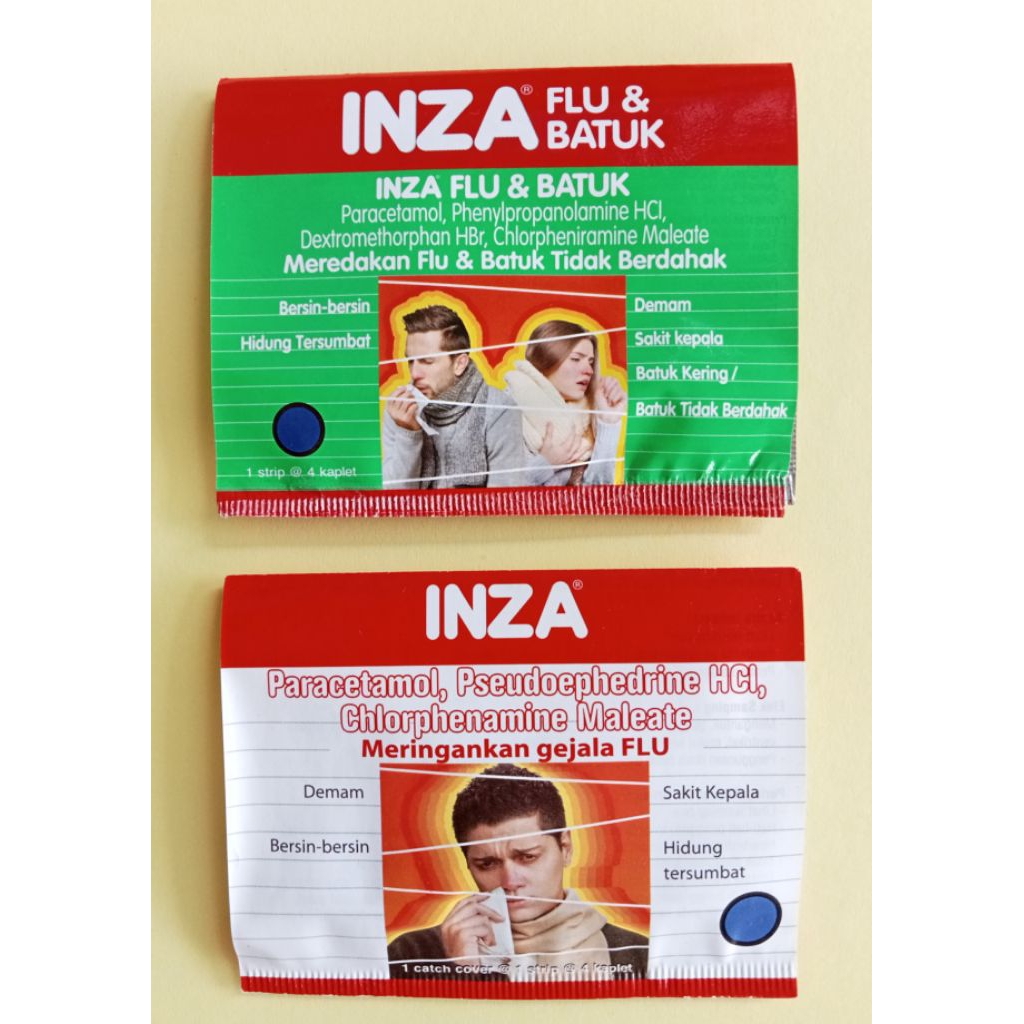 INZA® FLU &
BATUK
INZA FLU & BATUK
Paracetamol, Phenylpropanolamine HCl,
Dextromethorphan HBr, Chlorpheniramine Maleate
Meredakan Flu & Batuk Tidak Berdahak
Bersin-bersin
Hidung Tersumbat
Demam
Sakit kepala
Batuk Kering /
Batuk Tidak Berdahak
1 strip @ 4 kaplet
INZA®
Paracetamol, Pseudoephedrine HCl,
Chlorphenamine Maleate
Meringankan gejala FLU
Demam
Bersin-bersin
Sakit Kepala
Hidung
tersumbat
1 catch cover @ 1 strip @ 4 kaplet